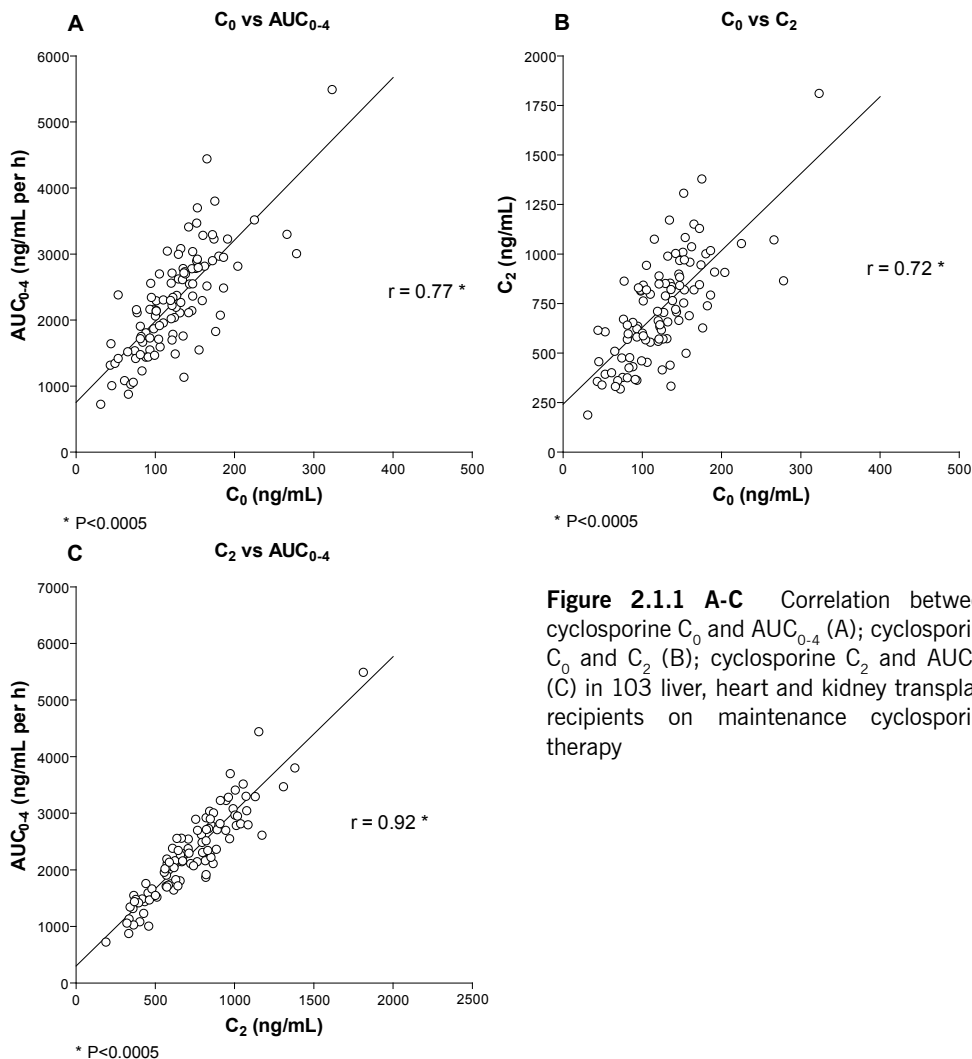 A
C0 vs AUC0-4
6000
5000
4000
3000
2000
1000
0
AUC0-4 (ng/mL per h)
r = 0.77 *
0 100 200 300 400 500
C0 (ng/mL)
* P<0.0005
B
C0 vs C2
2000
1750
1500
1250
1000
750
500
250
0
C2 (ng/mL)
r = 0.72 *
0 100 200 300 400 500
C0 (ng/mL)
* P<0.0005
C
C2 vs AUC0-4
7000
6000
5000
4000
3000
2000
1000
0
AUC0-4 (ng/mL per h)
r = 0.92 *
0 500 1000 1500 2000 2500
C2 (ng/mL)
* P<0.0005
Figure 2.1.1 A-C Correlation betwe
cyclosporine C0 and AUC0-4 (A); cyclospori
C0 and C2 (B); cyclosporine C2 and AUC
(C) in 103 liver, heart and kidney transpla
recipients on maintenance cyclospori
therapy